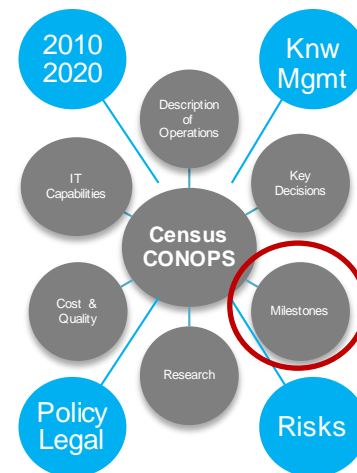 2010
2020
Knw
Mgmt
Description
of
Operations
IT
Capabilities
Key
Decisions
Census
CONOPS
Cost &
Quality
Milestones
Research
Policy
Legal
Risks